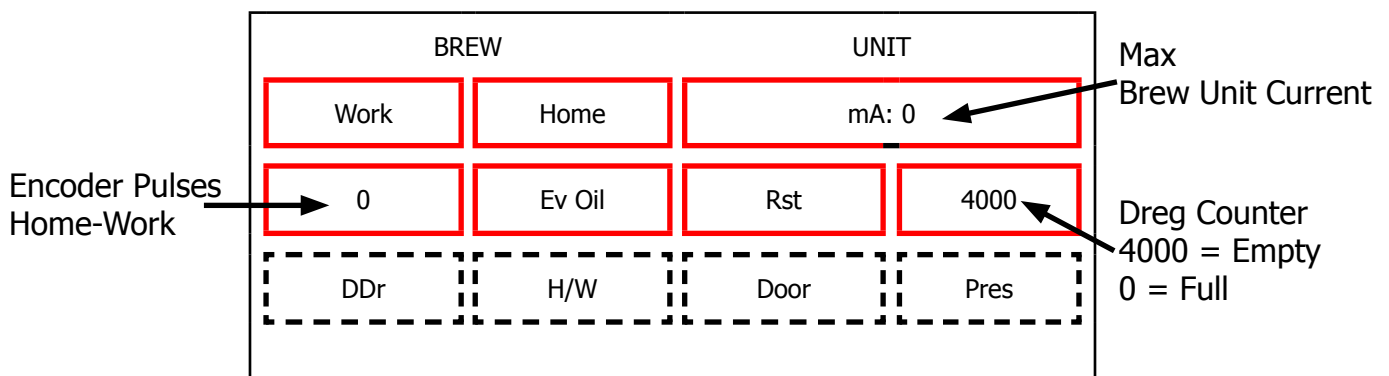 BREW UNIT
Work Home mA: 0
Max
Brew Unit Current
Encoder Pulses
Home-Work
0 Ev Oil Rst 4000
Dreg Counter
4000 = Empty
0 = Full
DDr H/W Door Pres